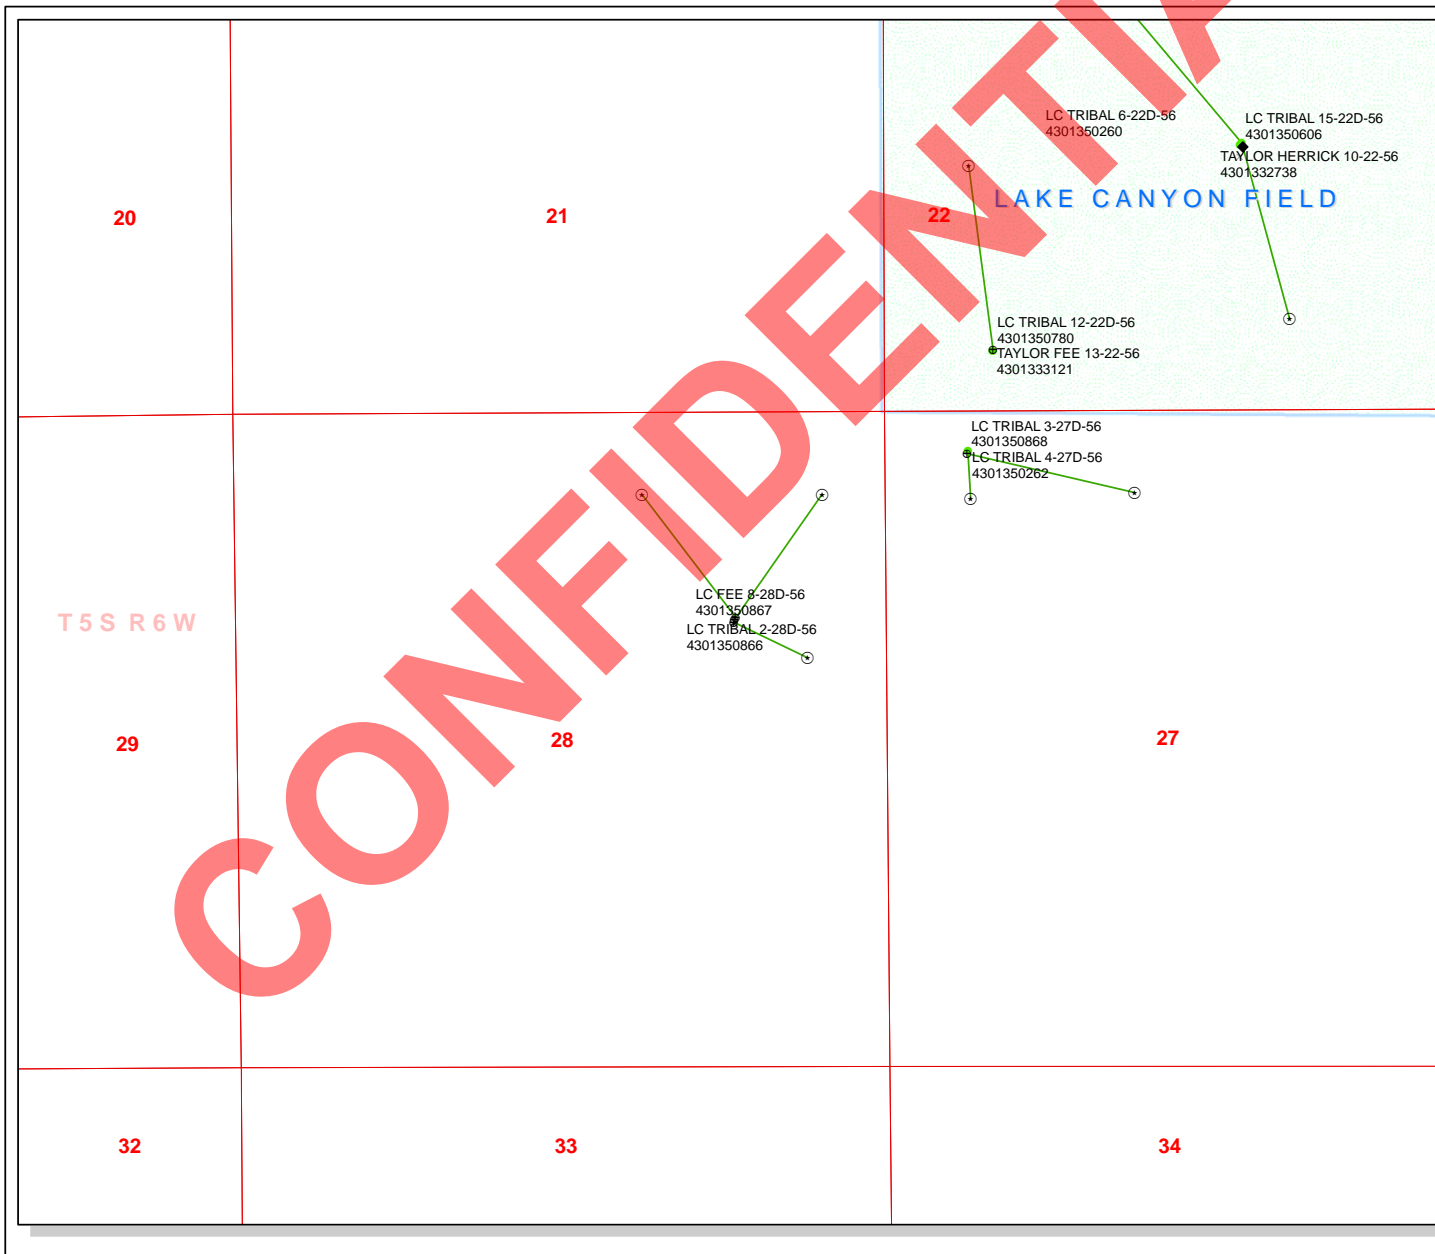 LC TRIBAL 6-22D-56
4301350260
LC TRIBAL 15-22D-56
4301350606
TAYLOR HERRICK 10-22-56
4301332738
LAKE CANYON FIELD
20
21
22
LC TRIBAL 12-22D-56
4301350780
TAYLOR FEE 13-22-56
4301333121
LC TRIBAL 3-27D-56
4301350868
LC TRIBAL 4-27D-56
4301350262
LC FEE 8-28D-56
4301350867
LC TRIBAL 2-28D-56
4301350866
T5S R6W
29
28
27
32
33
34
CONFIDENTIA